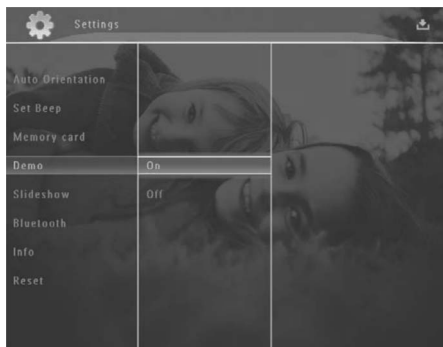 Settings
Auto Orientation
Set Beep
Memory card
Demo
On
Slideshow
Off
Bluetooth
Info
Reset